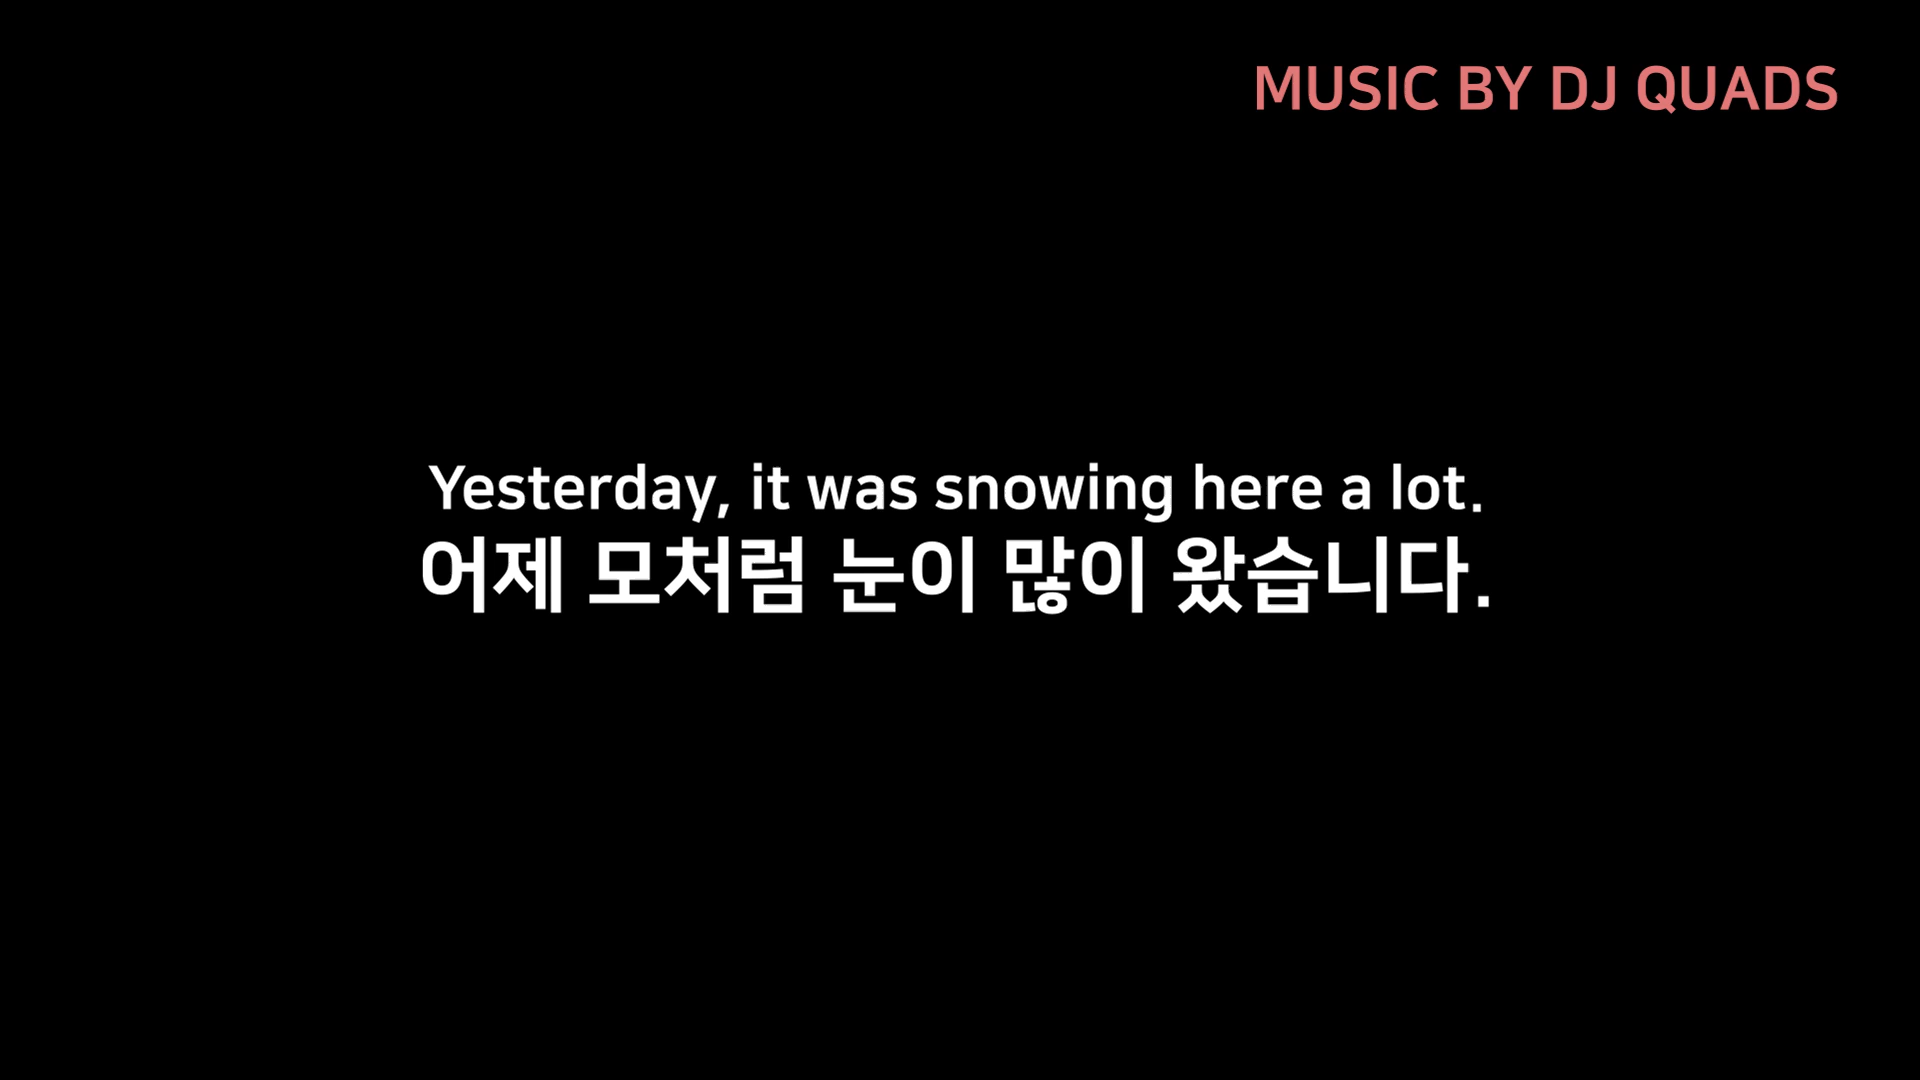 MUSIC BY DJ QUADS
Yesterday, it was snowing here a lot.
어제 모처럼 눈이 많이 왔습니다.